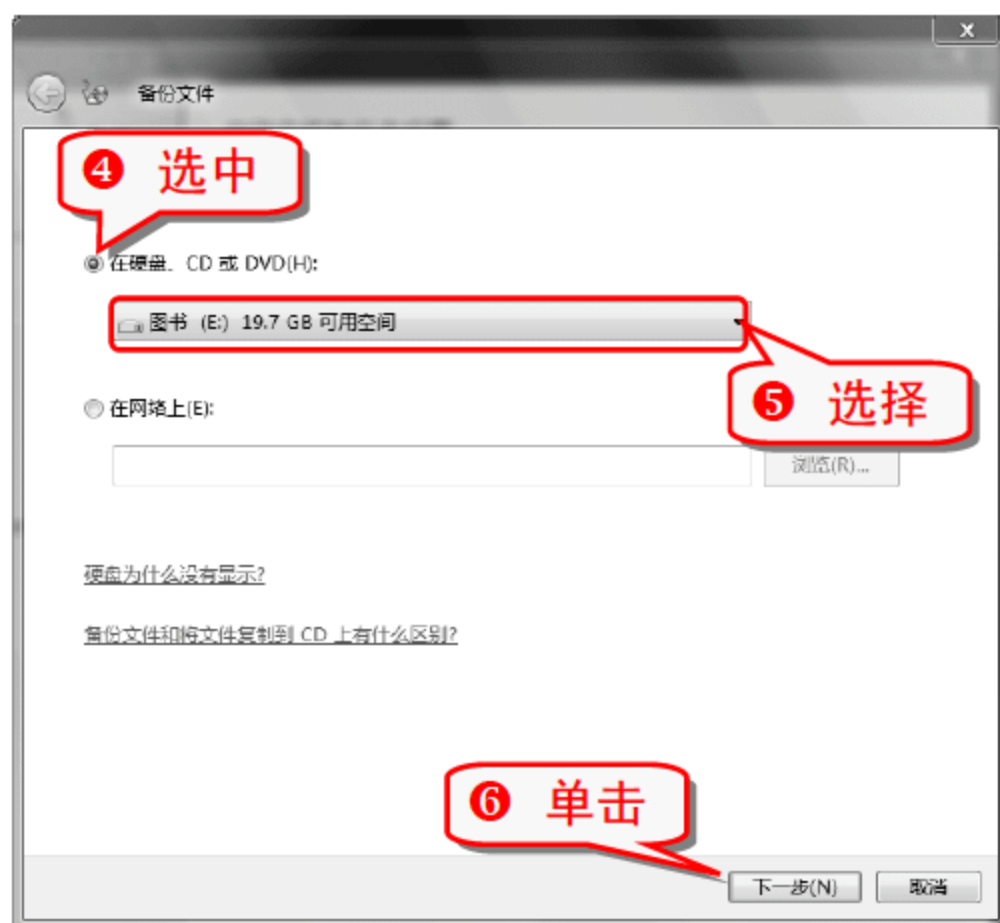 备份文件
❹ 选中
在硬盘、CD 或 DVD(H):
图书 (E:) 19.7 GB 可用空间
❺ 选择
在网络上(E):
浏览(R)...
硬盘为什么没有显示?
备份文件和将文件复制到 CD 上有什么区别?
❻ 单击
下一步(N)
取消